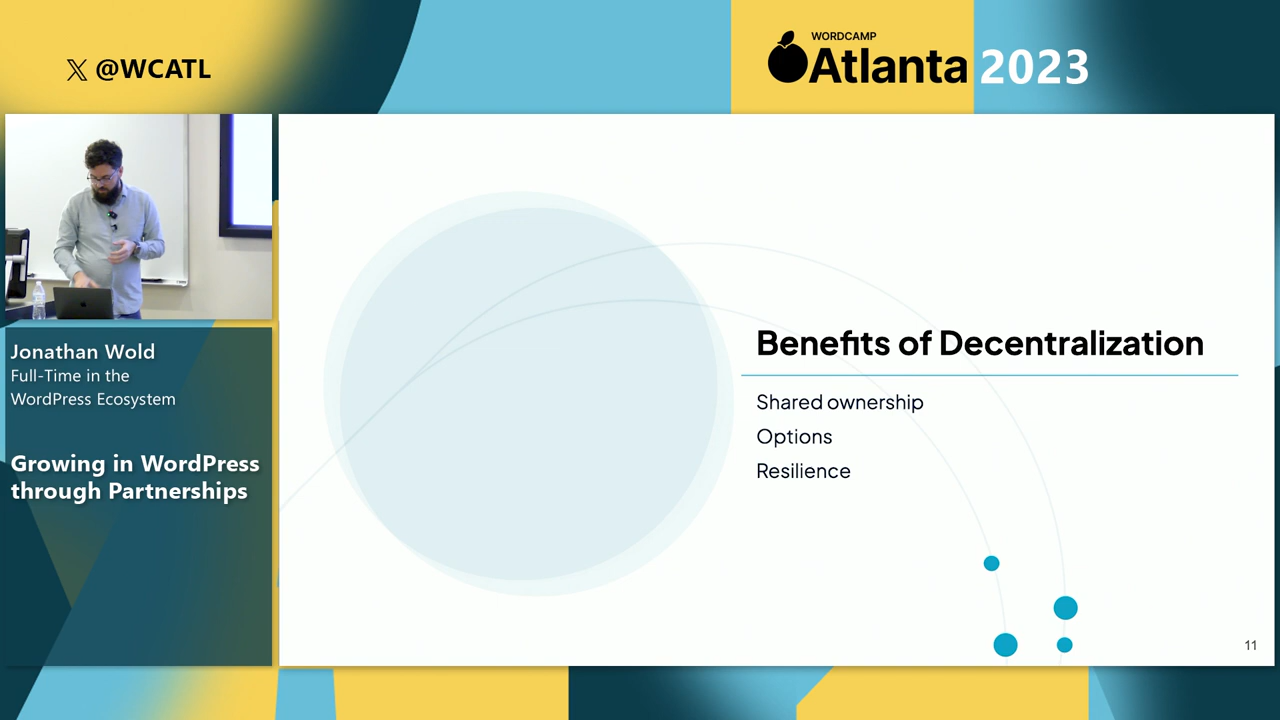 𝕏 @WCATL
WORDCAMP
Atlanta 2023
Jonathan Wold
Full-Time in the
WordPress Ecosystem
Growing in WordPress
through Partnerships
Benefits of Decentralization
Shared ownership
Options
Resilience
11